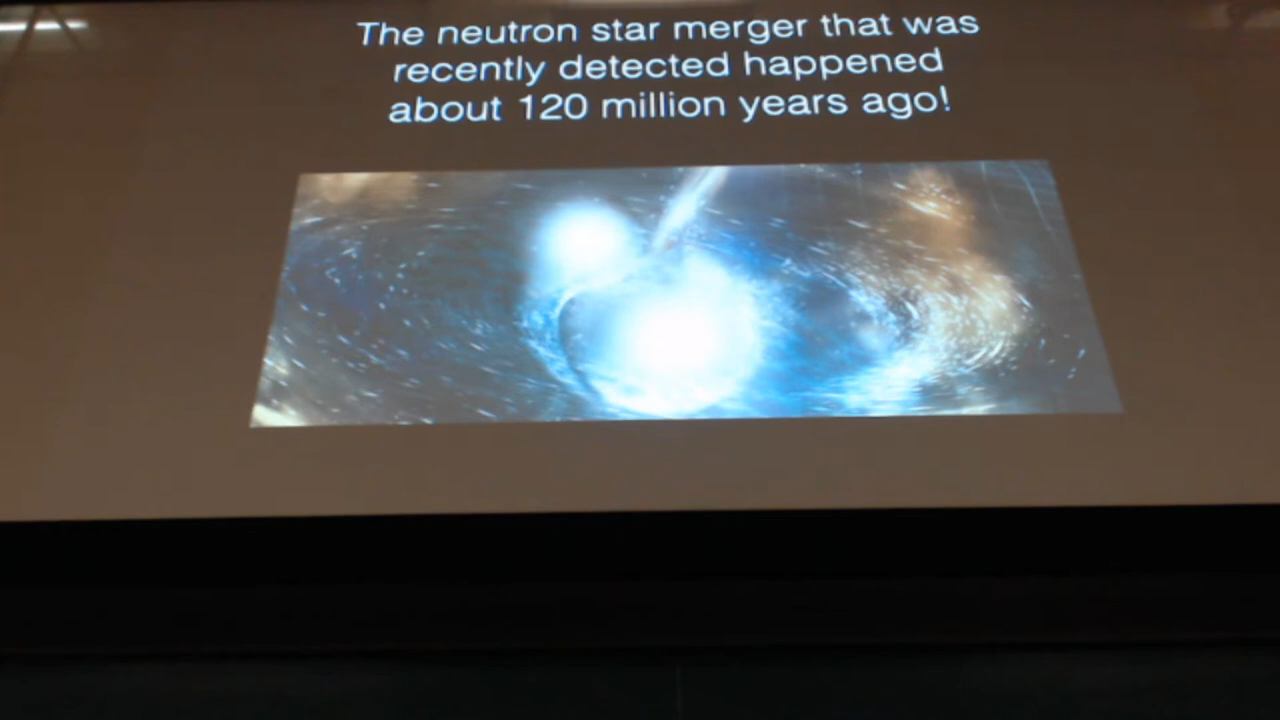 The neutron star merger that was
recently detected happened
about 120 million years ago!